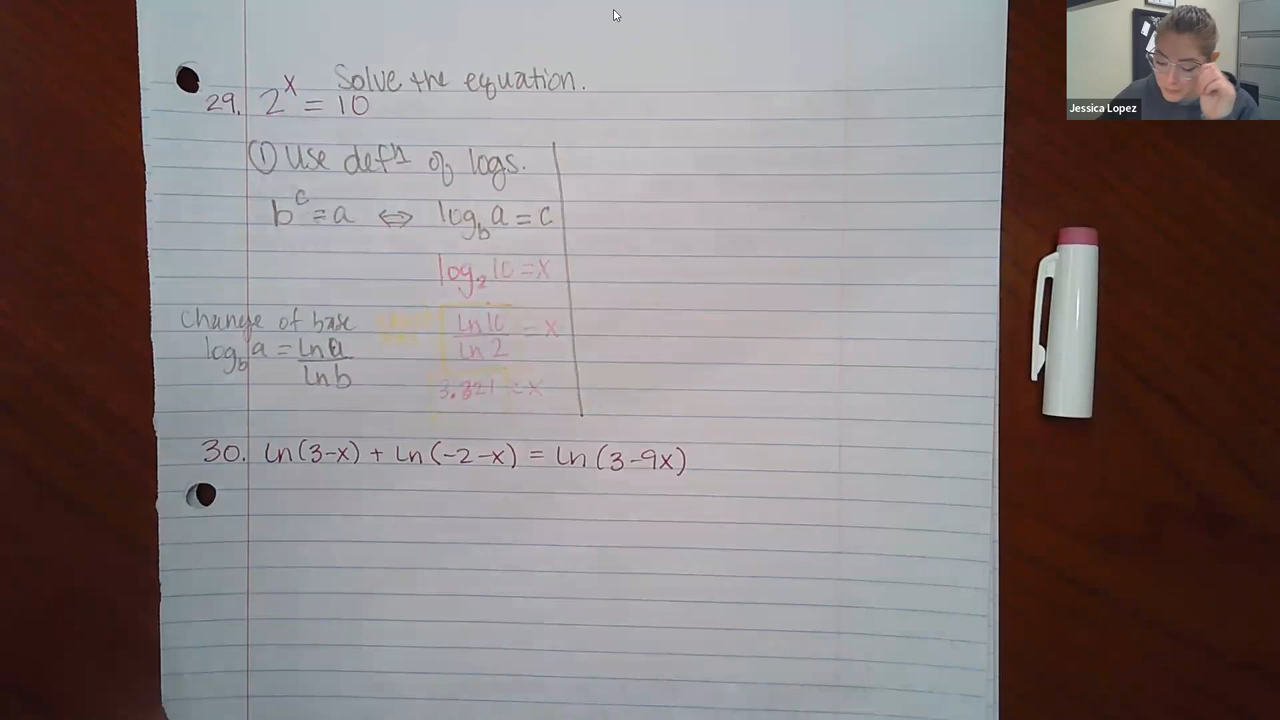 Jessica Lopez
Solve the equation.
29. 2^x = 10
① Use def'n of logs.
b^c = a ⇔ log_b a = c
log_2 10 = x
Change of base
log_b a = ln a / ln b
ln 10 / ln 2 = x
3.321 = x
30. ln(3-x) + ln(-2-x) = ln(3-9x)